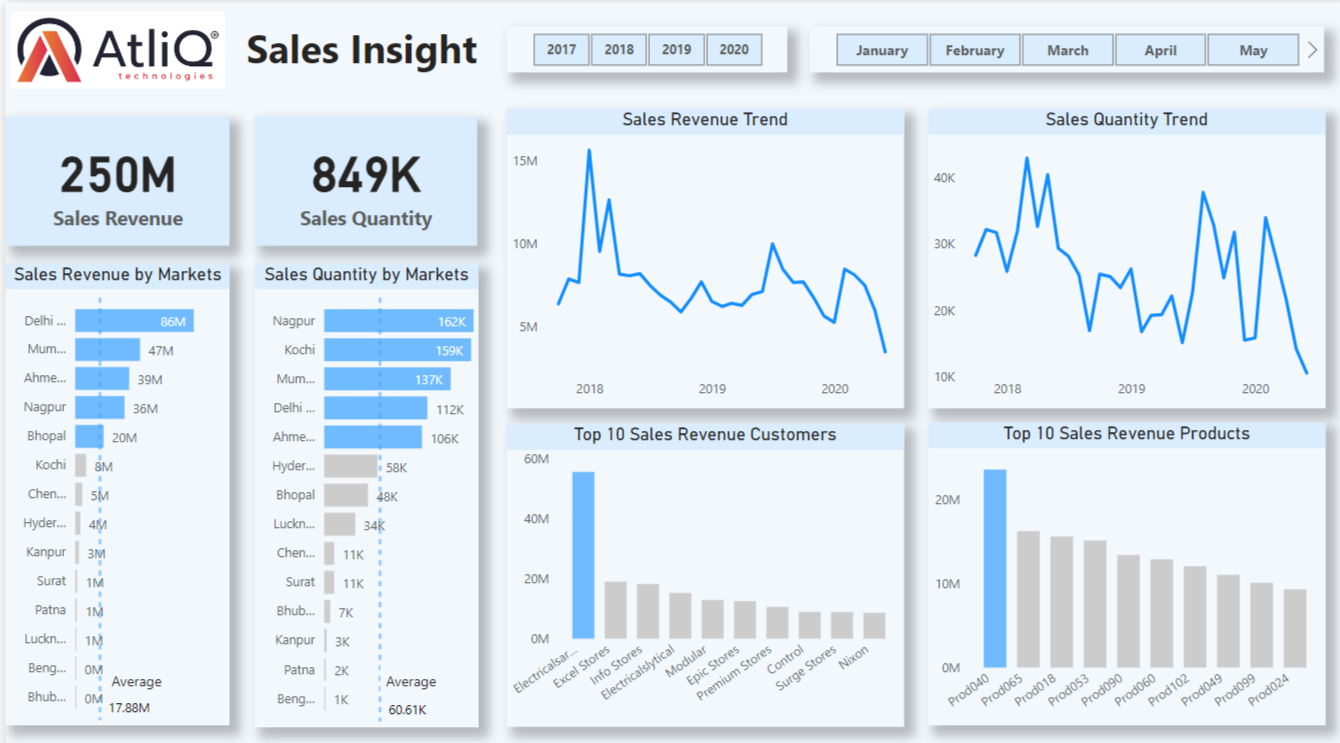 AtliQ®
technologies
Sales Insight
2017 2018 2019 2020
January February March April May
250M
Sales Revenue
849K
Sales Quantity
Sales Revenue by Markets
Delhi ... 86M
Mum... 47M
Ahme... 39M
Nagpur 36M
Bhopal 20M
Kochi 8M
Chen... 5M
Hyder... 4M
Kanpur 3M
Surat 1M
Patna 1M
Luckn... 1M
Beng... 0M
Bhub... 0M
Average
17.88M
Sales Quantity by Markets
Nagpur 162K
Kochi 159K
Mum... 137K
Delhi ... 112K
Ahme... 106K
Hyder... 58K
Bhopal 48K
Luckn... 34K
Chen... 11K
Surat 11K
Bhub... 7K
Kanpur 3K
Patna 2K
Beng... 1K
Average
60.61K
Sales Revenue Trend
15M
10M
5M
2018 2019 2020
Sales Quantity Trend
40K
30K
20K
10K
2018 2019 2020
Top 10 Sales Revenue Customers
60M
40M
20M
0M
Electricalsar...
Excel Stores
Info Stores
Electricalslytical
Modular
Epic Stores
Premium Stores
Control
Surge Stores
Nixon
Top 10 Sales Revenue Products
20M
10M
0M
Prod040
Prod065
Prod018
Prod053
Prod090
Prod060
Prod102
Prod049
Prod099
Prod024